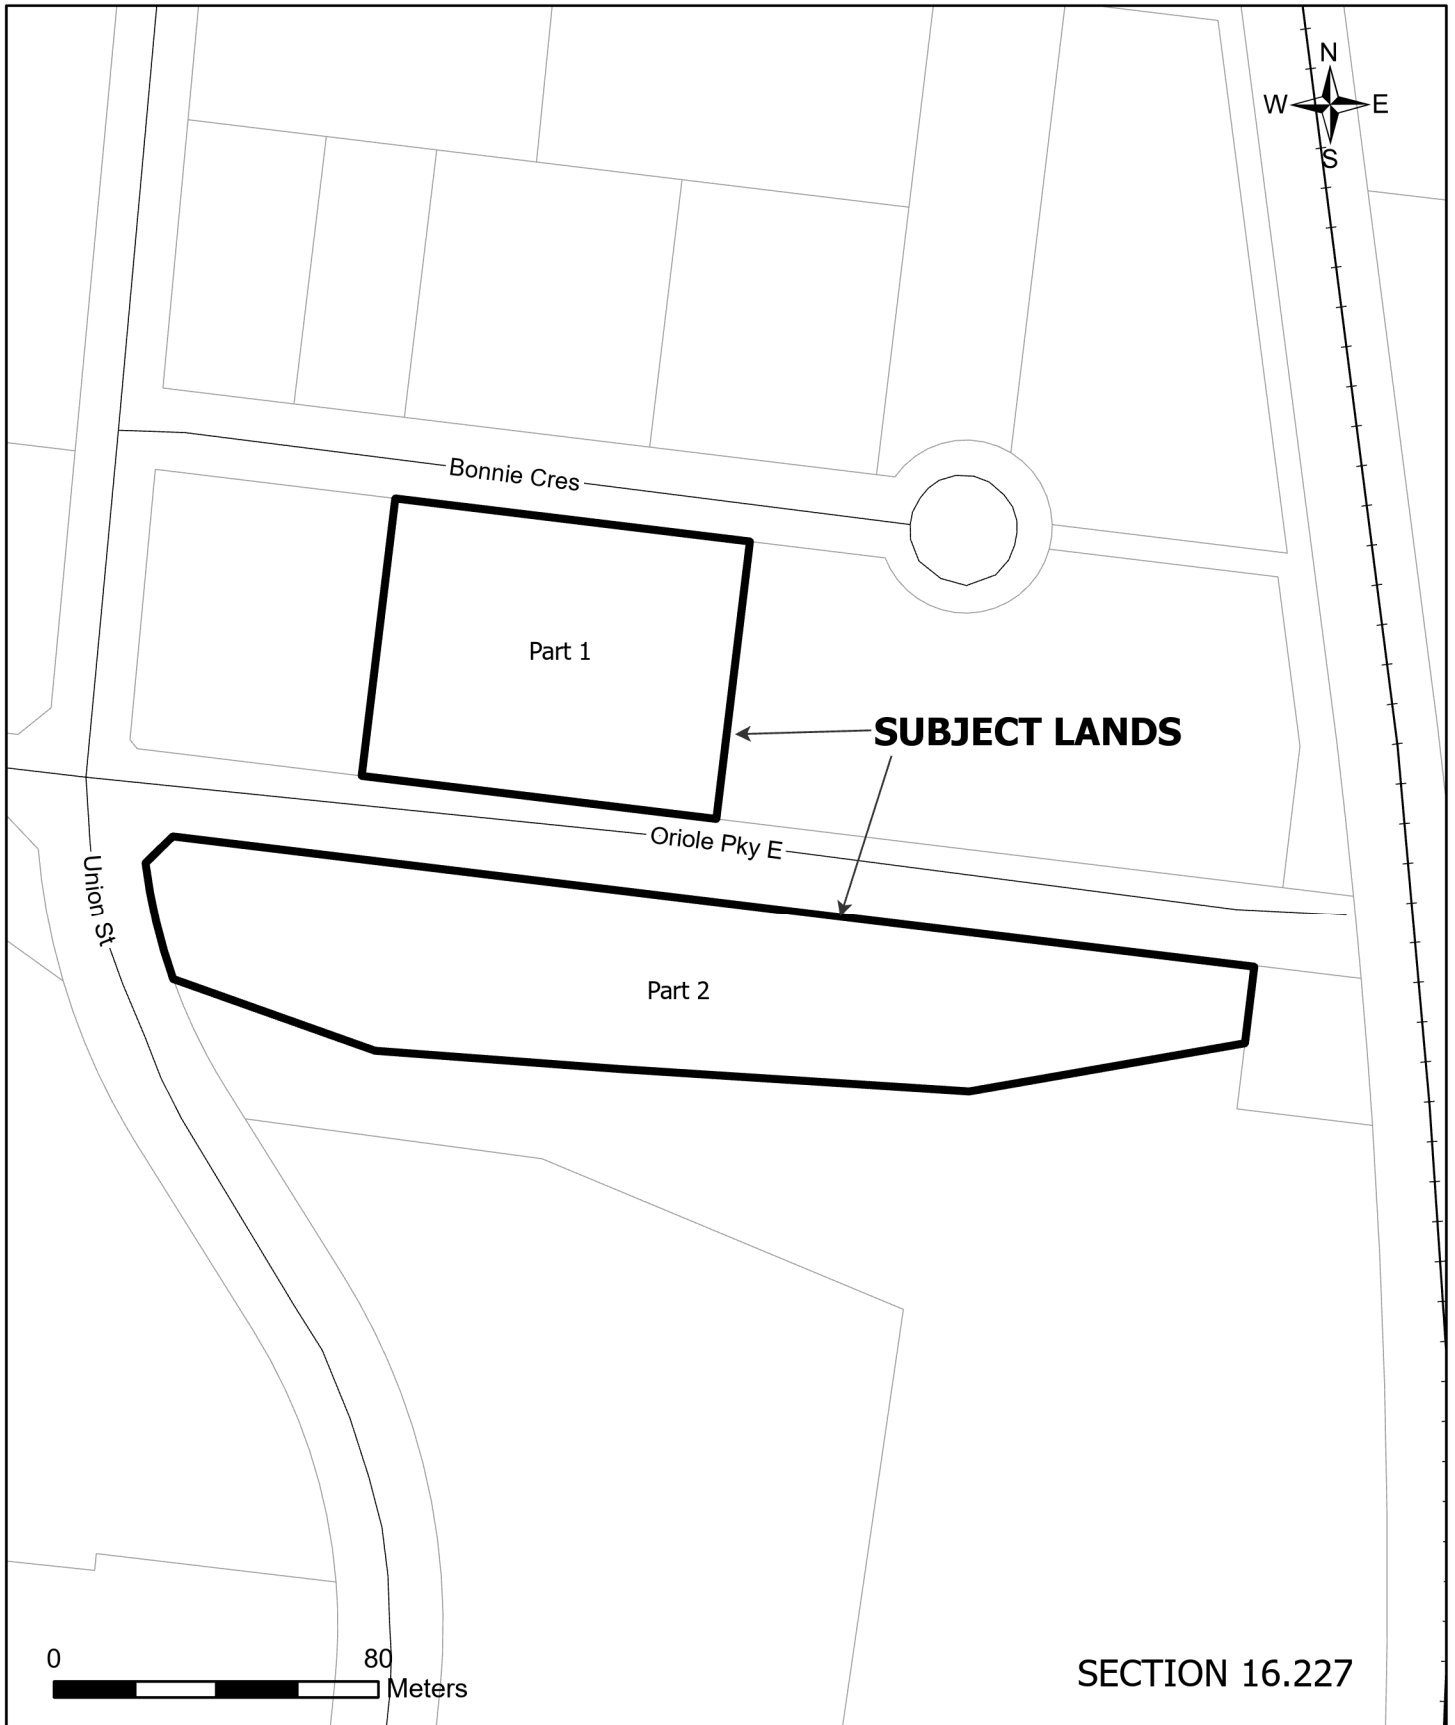 N
W E
S
Bonnie Cres
Part 1
SUBJECT LANDS
Oriole Pky E
Union St
Part 2
0 80
Meters
SECTION 16.227